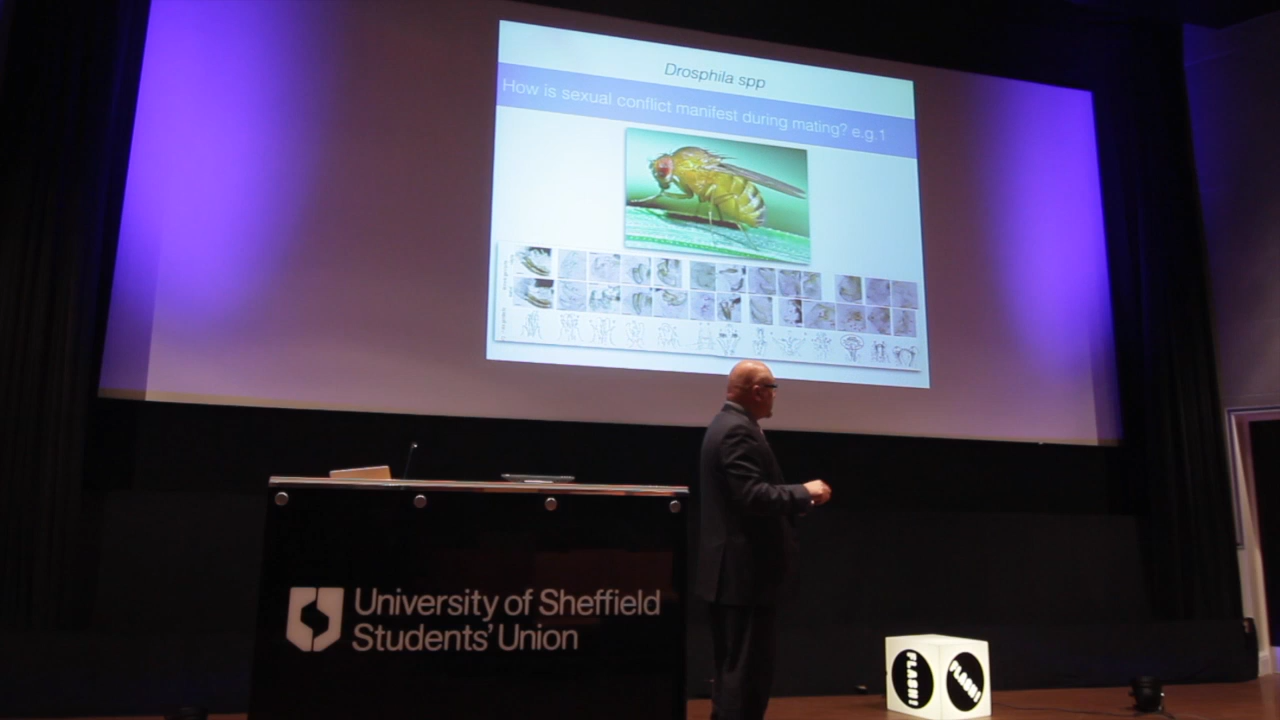 Drosphila spp
How is sexual conflict manifest during mating? e.g.1
University of Sheffield
Students' Union
FLASH!
FLASH!